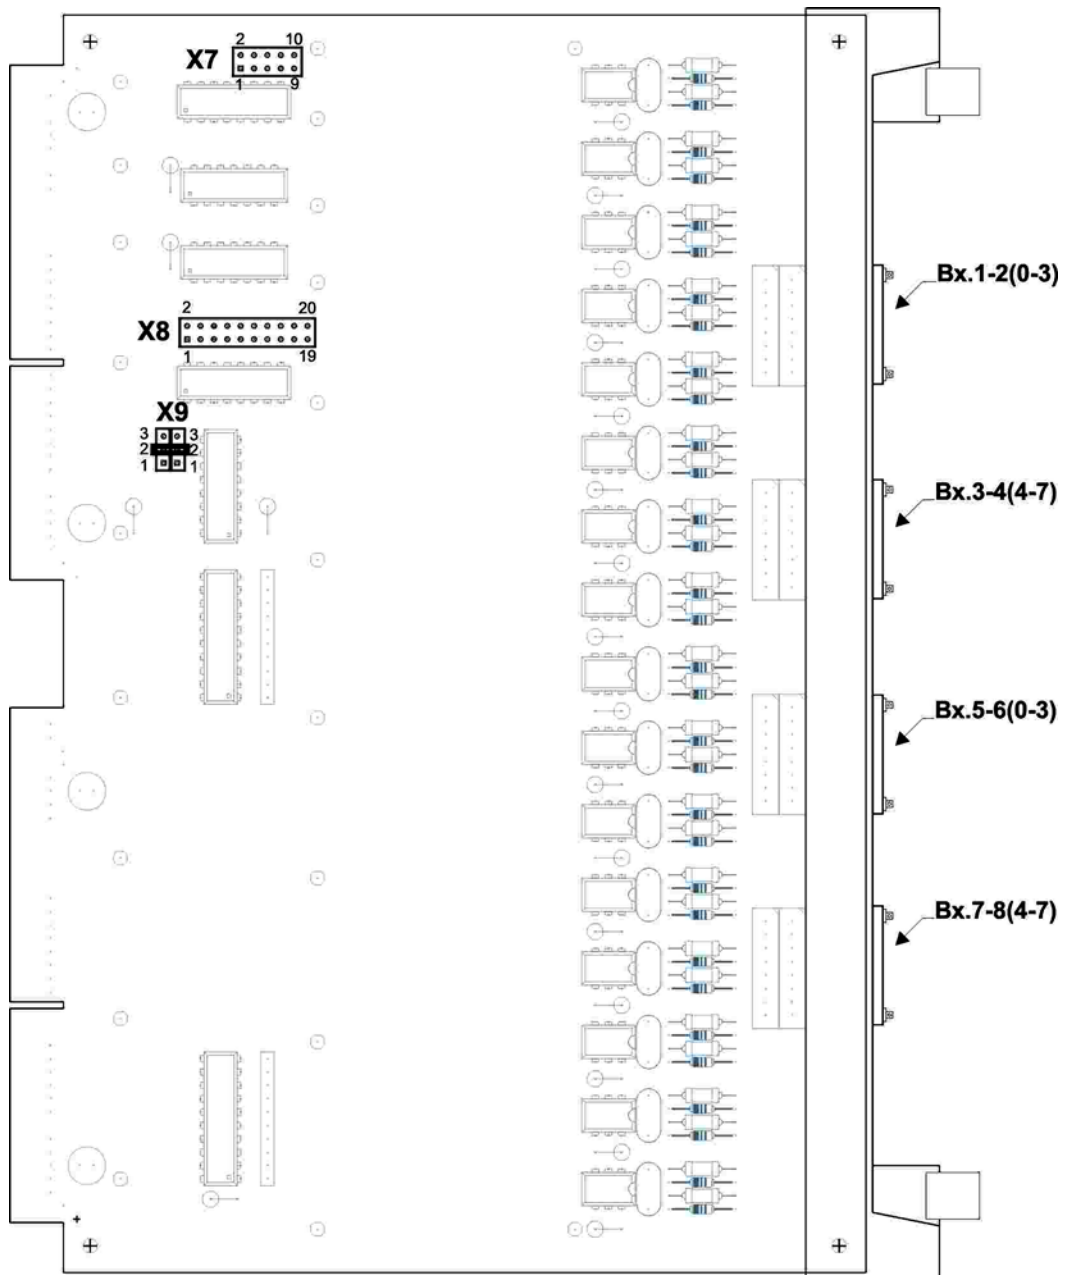 2 10
X7
1 9
2 20
X8
1 19
X9
3 3
2 2
1 1
Bx.1-2(0-3)
Bx.3-4(4-7)
Bx.5-6(0-3)
Bx.7-8(4-7)